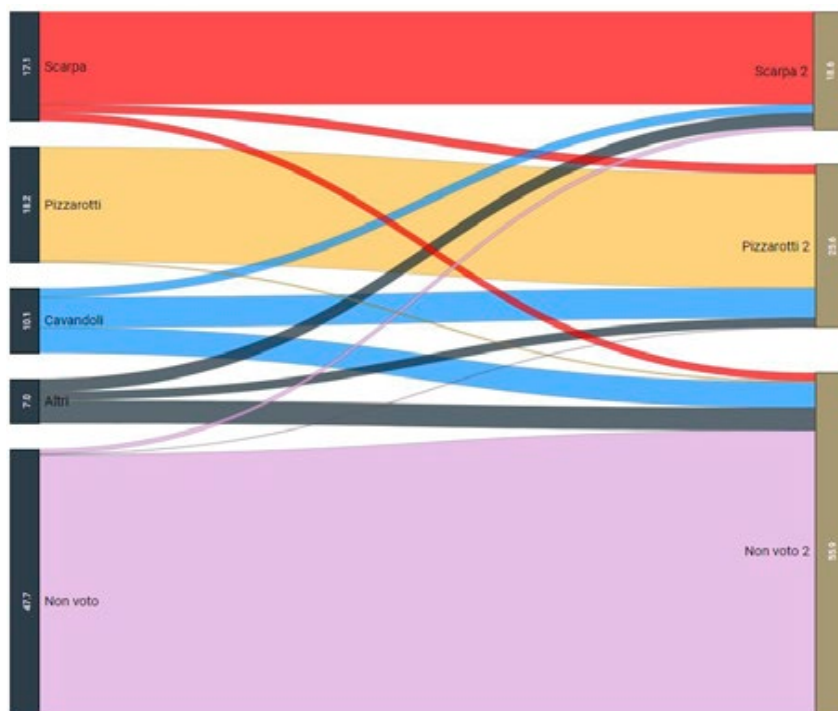 17.1
Scarpa
Scarpa 2
18.6
18.2
Pizzarotti
Pizzarotti 2
25.6
10.1
Cavandoli
7.0
Altri
Non voto 2
55.9
47.7
Non voto